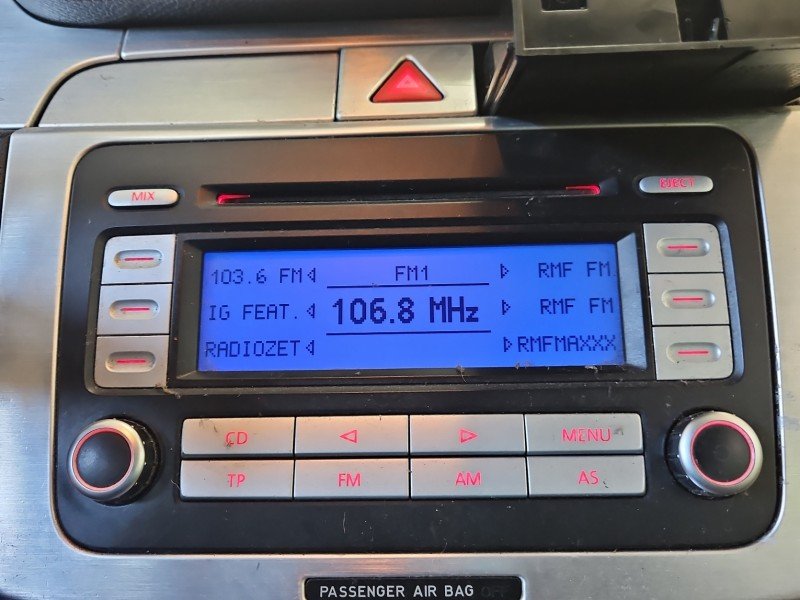 MIX
EJECT
103.6 FM FM1 RMF FM
IG FEAT. 106.8 MHz RMF FM
RADIOZET RMFMAXXX
CD MENU
TP FM AM AS
PASSENGER AIR BAG OFF